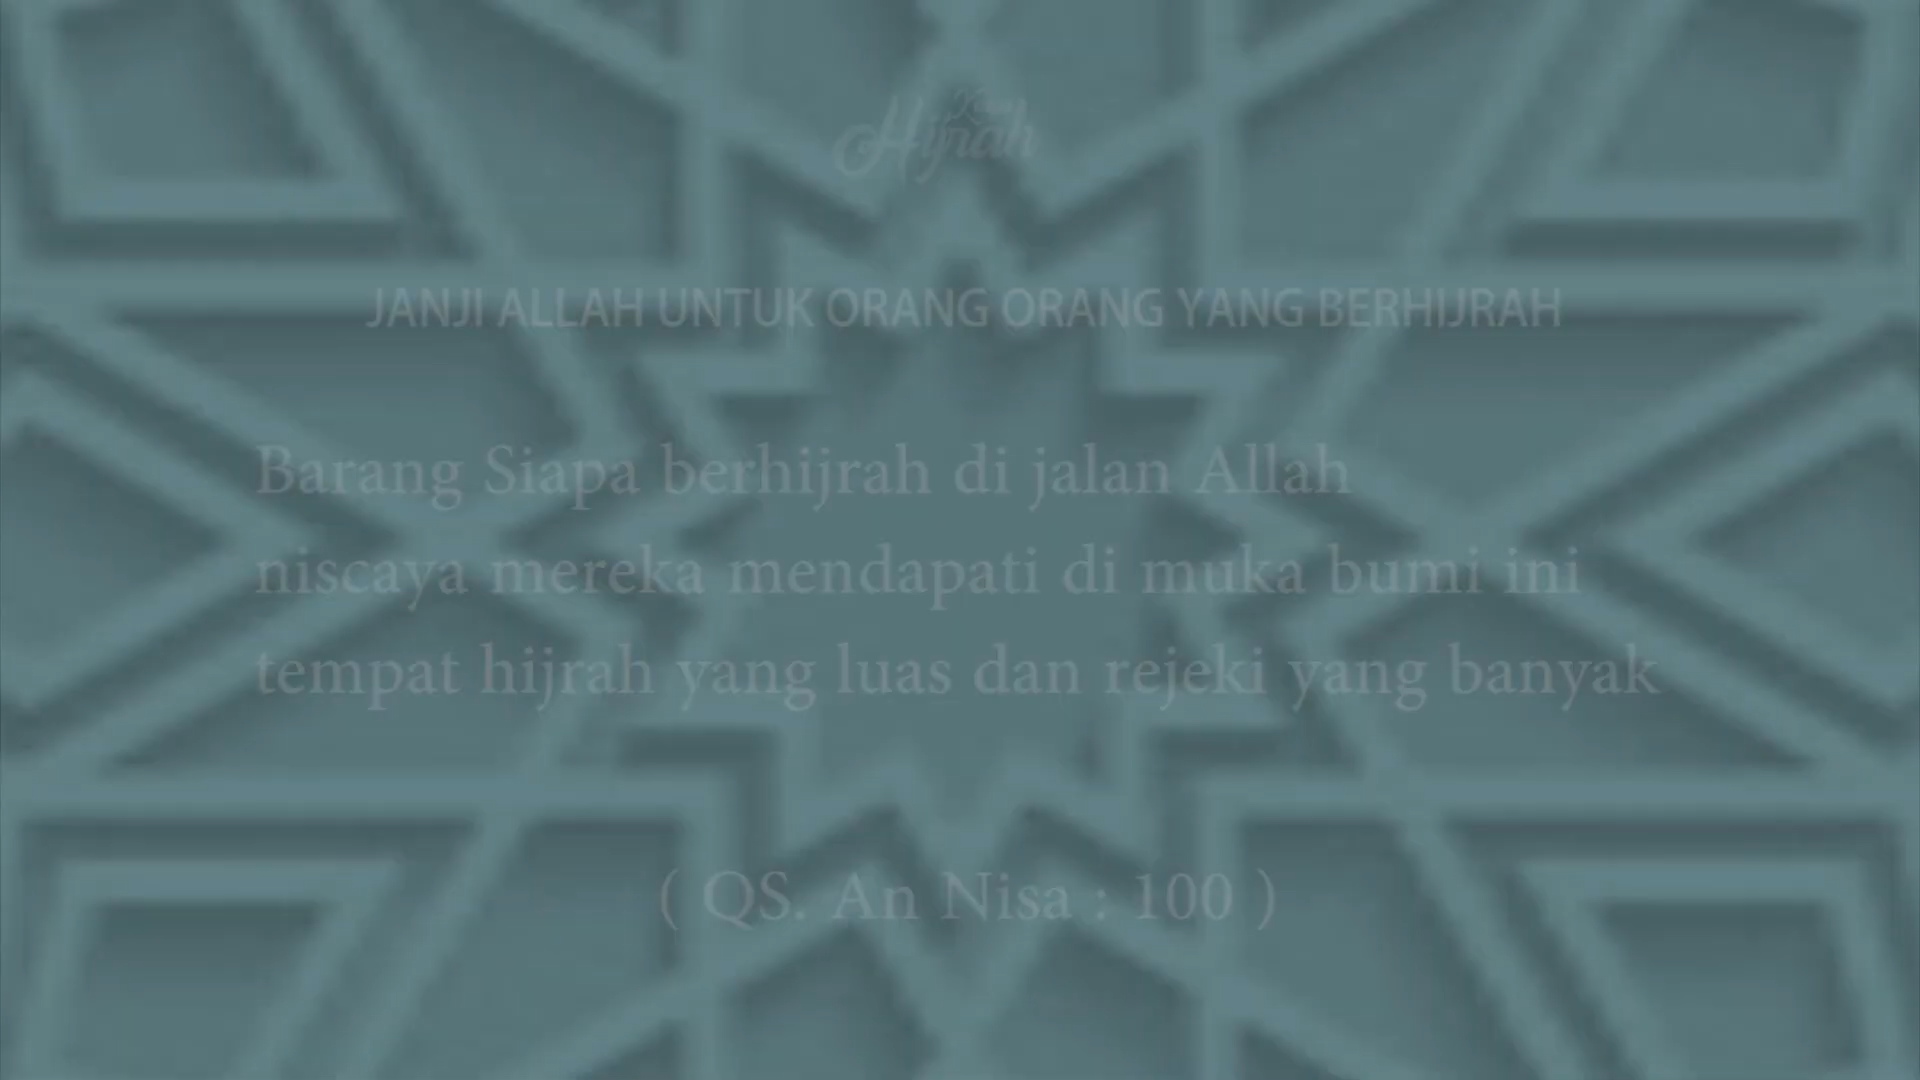 Hijrah
JANJI ALLAH UNTUK ORANG ORANG YANG BERHIJRAH
Barang Siapa berhijrah di jalan Allah
niscaya mereka mendapati di muka bumi ini
tempat hijrah yang luas dan rejeki yang banyak
( QS. An Nisa : 100 )